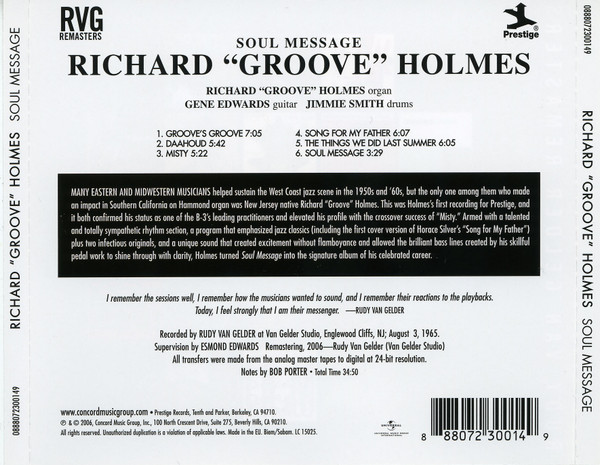 RICHARD "GROOVE" HOLMES SOUL MESSAGE
0888072300149
RVG
REMASTERS
Prestige
SOUL MESSAGE
RICHARD "GROOVE" HOLMES
RICHARD "GROOVE" HOLMES organ
GENE EDWARDS guitar JIMMIE SMITH drums
1. GROOVE'S GROOVE 7:05
2. DAAHOUD 5:42
3. MISTY 5:22
4. SONG FOR MY FATHER 6:07
5. THE THINGS WE DID LAST SUMMER 6:05
6. SOUL MESSAGE 3:29
MANY EASTERN AND MIDWESTERN MUSICIANS helped sustain the West Coast jazz scene in the 1950s and '60s, but the only one among them who made
an impact in Southern California on Hammond organ was New Jersey native Richard "Groove" Holmes. This was Holmes's first recording for Prestige, and
it both confirmed his status as one of the B-3's leading practitioners and elevated his profile with the crossover success of "Misty." Armed with a talented
and totally sympathetic rhythm section, a program that emphasized jazz classics (including the first cover version of Horace Silver's "Song for My Father")
plus two infectious originals, and a unique sound that created excitement without flamboyance and allowed the brilliant bass lines created by his skillful
pedal work to shine through with clarity, Holmes turned Soul Message into the signature album of his celebrated career.
I remember the sessions well, I remember how the musicians wanted to sound, and I remember their reactions to the playbacks.
Today, I feel strongly that I am their messenger. —RUDY VAN GELDER
Recorded by RUDY VAN GELDER at Van Gelder Studio, Englewood Cliffs, NJ; August 3, 1965.
Supervision by ESMOND EDWARDS Remastering, 2006—Rudy Van Gelder (Van Gelder Studio)
All transfers were made from the analog master tapes to digital at 24-bit resolution.
Notes by BOB PORTER • Total Time 34:50
www.concordmusicgroup.com • Prestige Records, Tenth and Parker, Berkeley, CA 94710.
℗ & © 2006, Concord Music Group, Inc., 100 North Crescent Drive, Suite 275, Beverly Hills, CA 90210.
All rights reserved. Unauthorized duplication is a violation of applicable laws. Made in the EU. Biem/Sabam. LC 15025.
UNIVERSAL
8 88072 30014 9
0888072300149
RICHARD "GROOVE" HOLMES SOUL MESSAGE